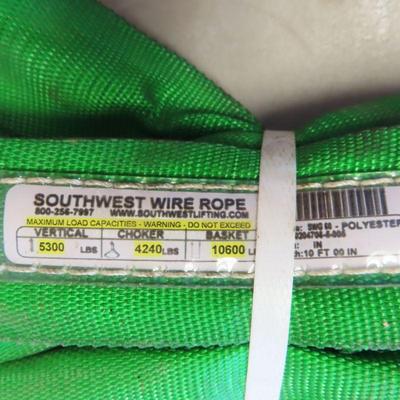 SOUTHWEST WIRE ROPE
800-256-7997 WWW.SOUTHWESTLIFTING.COM
MAXIMUM LOAD CAPACITIES - WARNING - DO NOT EXCEED
VERTICAL CHOKER BASKET
5300 LBS 4240 LBS 10600
SWG 60 - POLYESTER
IN
10 FT 00 IN